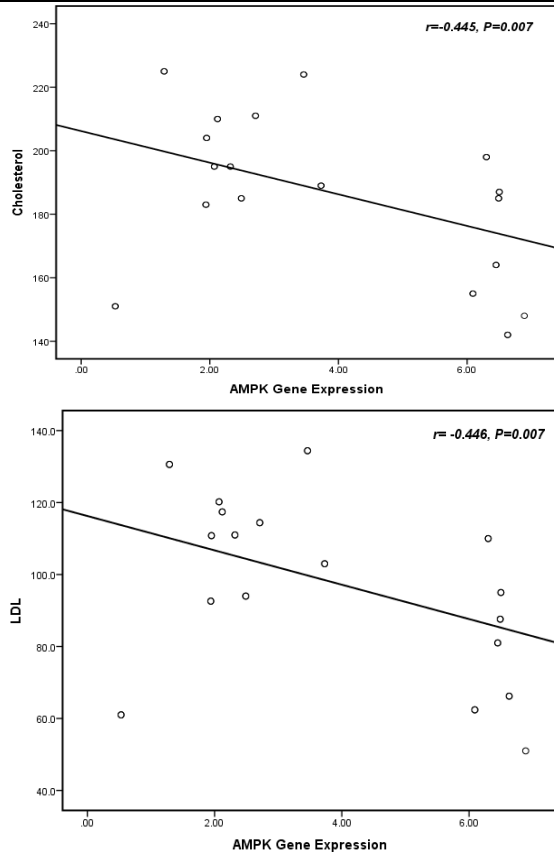 r=-0.445, P=0.007
240
220
200
180
160
140
Cholesterol
.00 2.00 4.00 6.00
AMPK Gene Expression
r= -0.446, P=0.007
140.0
120.0
100.0
80.0
60.0
40.0
LDL
.00 2.00 4.00 6.00
AMPK Gene Expression